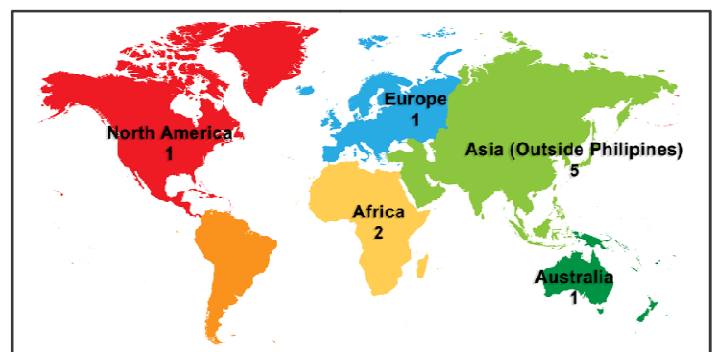 North America
1
Europe
1
Asia (Outside Philipines)
5
Africa
2
Australia
1